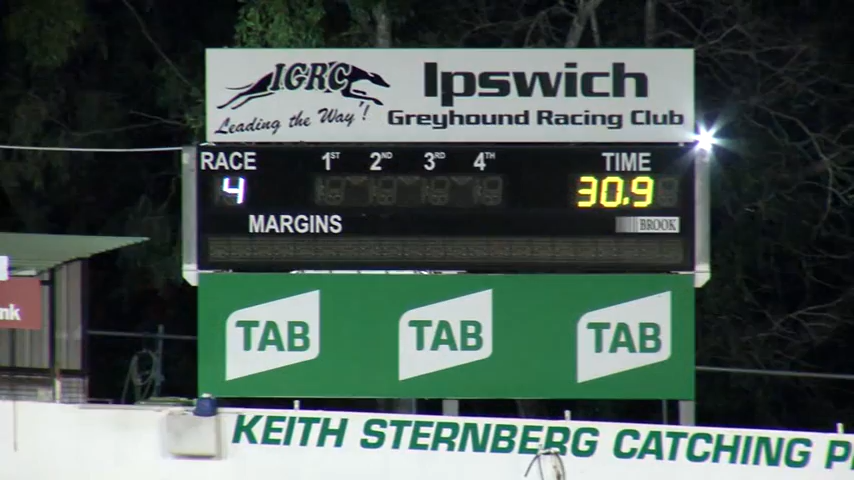 IGRC
Leading the Way'!
Ipswich
Greyhound Racing Club
RACE 1ST 2ND 3RD 4TH TIME
4 30.9
MARGINS BROOK
TAB TAB TAB
nk
KEITH STERNBERG CATCHING P